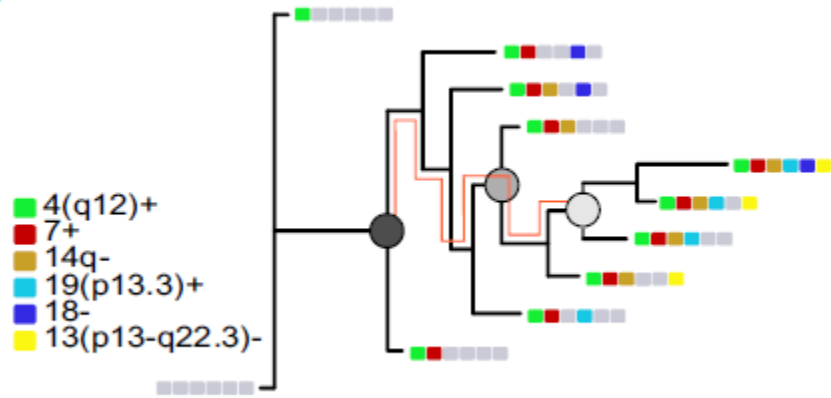 4(q12)+
7+
14q-
19(p13.3)+
18-
13(p13-q22.3)-